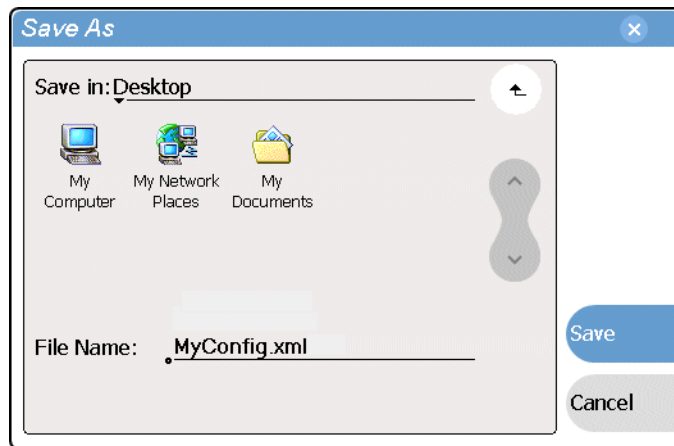 Save As
Save in: Desktop
My Computer
My Network Places
My Documents
File Name: MyConfig.xml
Save
Cancel